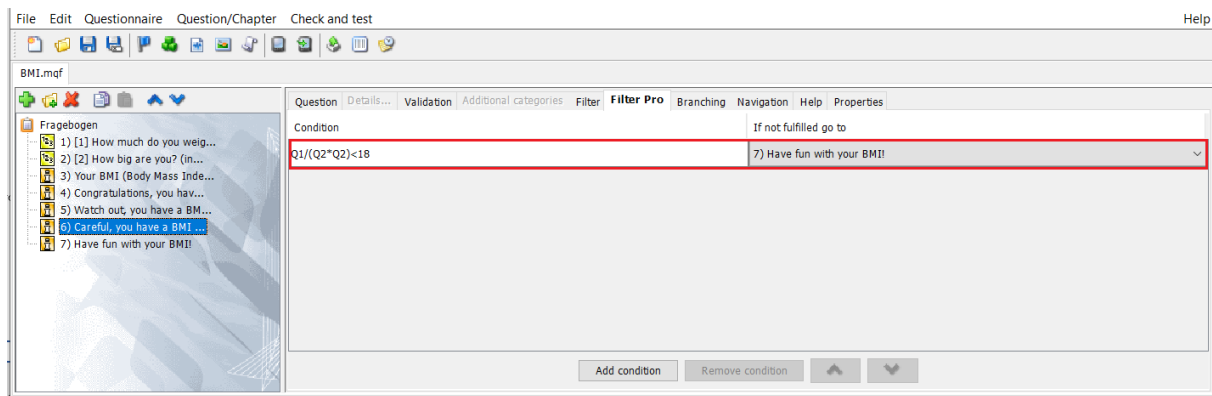 File Edit Questionnaire Question/Chapter Check and test Help
BMI.mqf
Question Details... Validation Additional categories Filter Filter Pro Branching Navigation Help Properties
Fragebogen
1) [1] How much do you weig...
2) [2] How big are you? (in...
3) Your BMI (Body Mass Inde...
4) Congratulations, you hav...
5) Watch out, you have a BM...
6) Careful, you have a BMI ...
7) Have fun with your BMI!
Condition If not fulfilled go to
Q1/(Q2*Q2)<18 7) Have fun with your BMI!
Add condition Remove condition